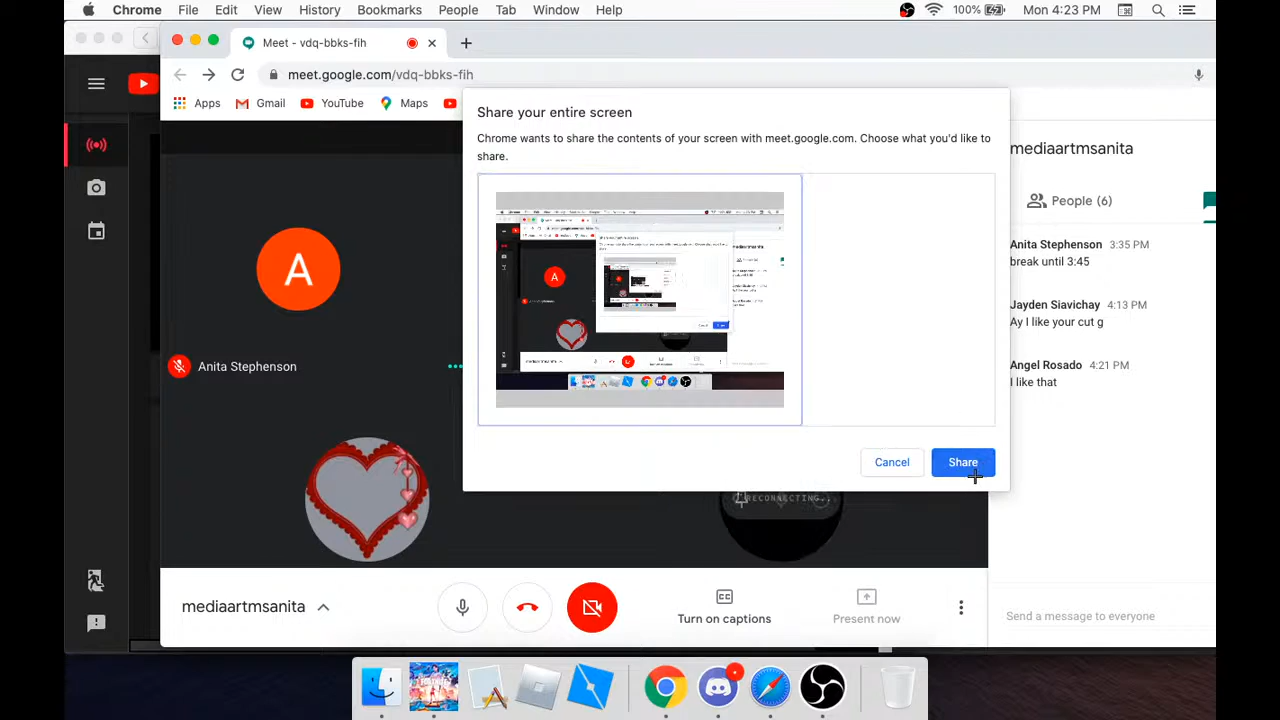 Chrome File Edit View History Bookmarks People Tab Window Help 100% Mon 4:23 PM
Meet - vdq-bbks-fih
meet.google.com/vdq-bbks-fih
Apps Gmail YouTube Maps
Share your entire screen
Chrome wants to share the contents of your screen with meet.google.com. Choose what you'd like to
share.
Cancel
Share
mediaartmsanita
People (6)
Anita Stephenson 3:35 PM
break until 3:45
Jayden Siavichay 4:13 PM
Ay I like your cut g
Angel Rosado 4:21 PM
I like that
A
Anita Stephenson
A
RECONNECTING...
mediaartmsanita
CC
Turn on captions
Present now
Send a message to everyone